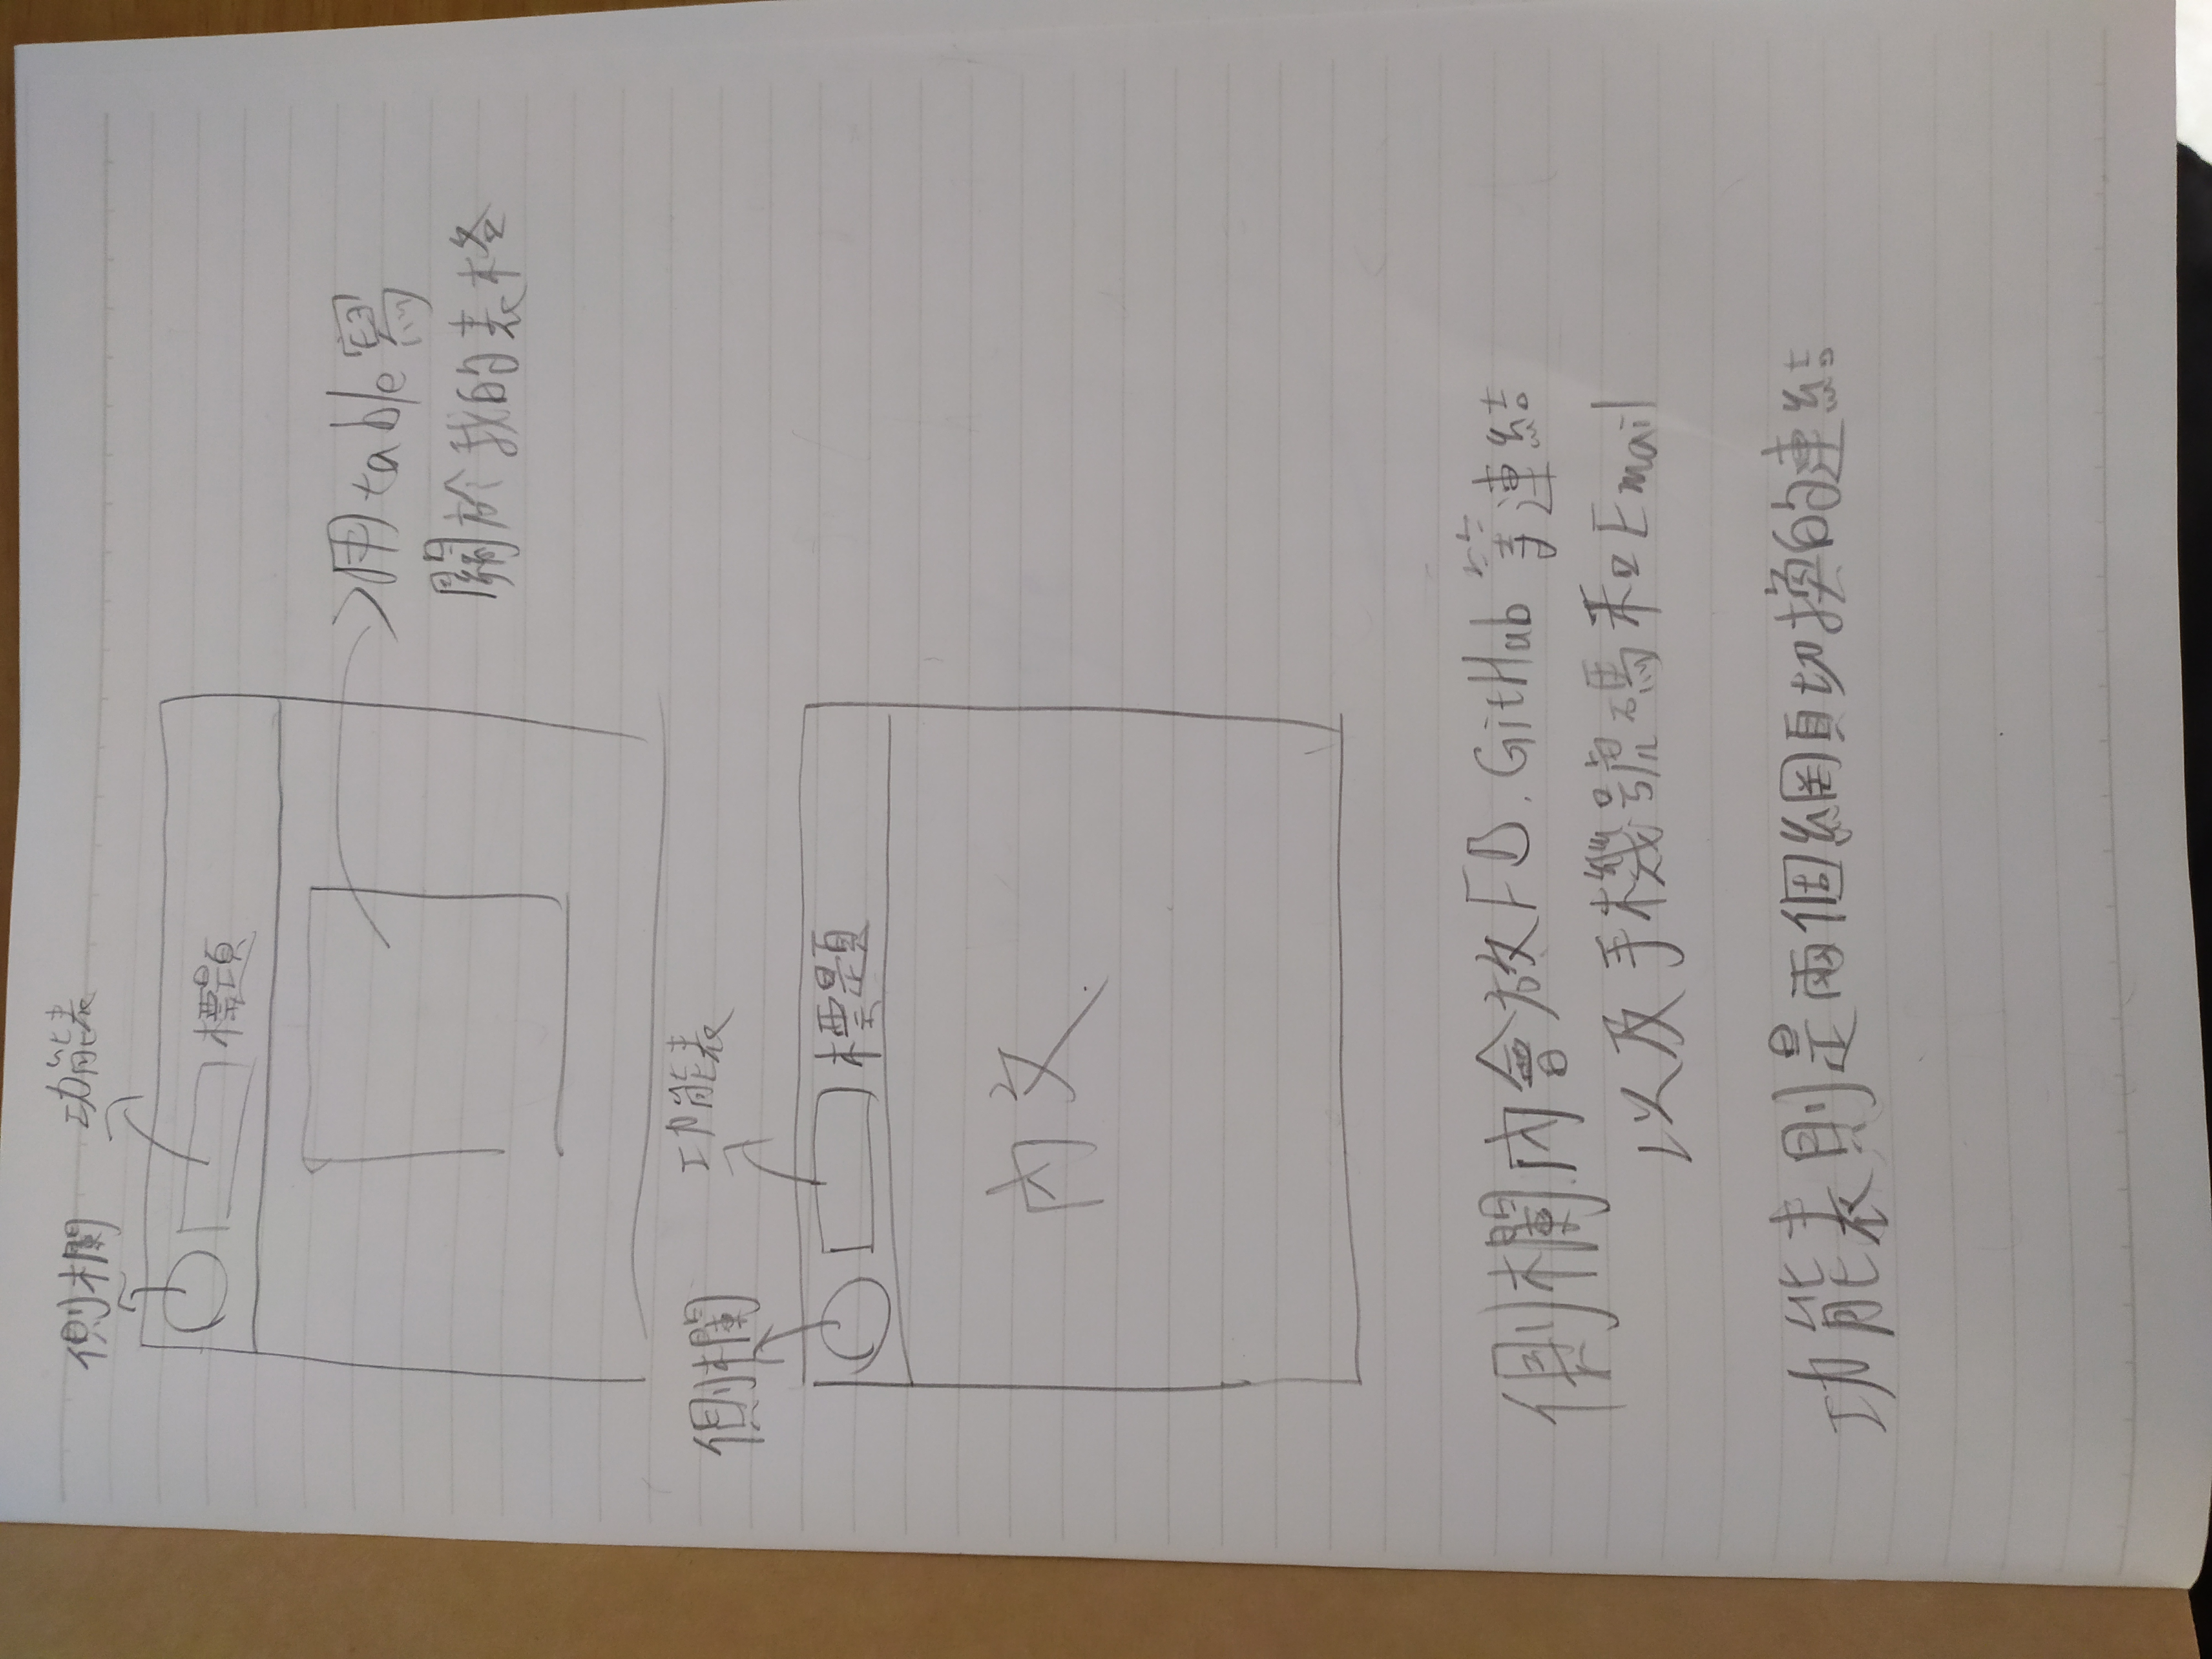 側欄
功能表
標題
用table寫
關於我的表格
側欄
功能表
標題
內文
側欄內會放FB.GitHub等連結
以及手機號碼和Email
功能表則是兩個網頁切換的連結